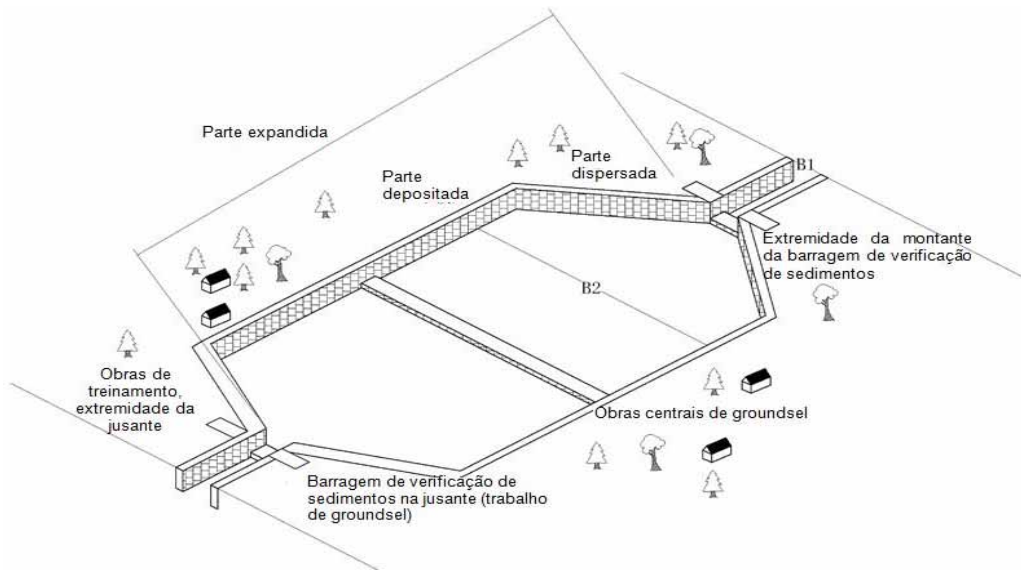 Parte expandida
Parte
depositada
Parte
dispersada
B1
Extremidade da montante
da barragem de verificação
de sedimentos
B2
Obras de
treinamento,
extremidade da
jusante
Obras centrais de groundsel
Barragem de verificação de
sedimentos na jusante (trabalho
de groundsel)